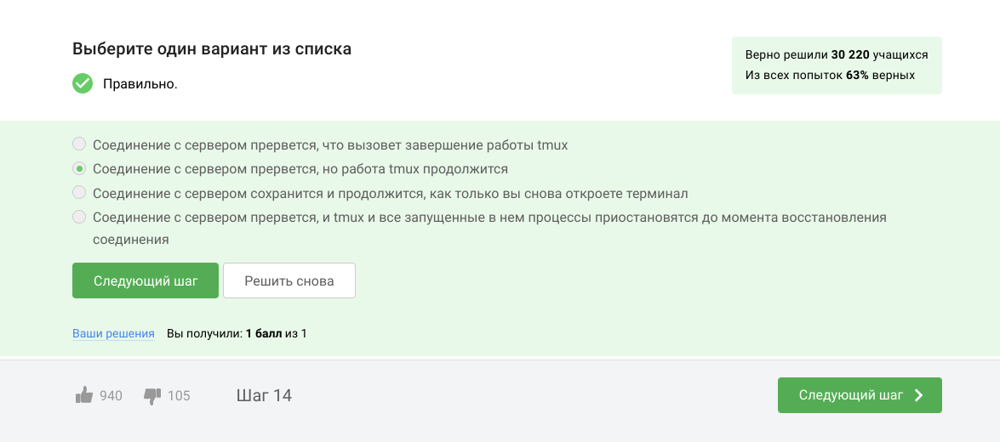 Выберите один вариант из списка
Правильно.
Верно решили 30 220 учащихся
Из всех попыток 63% верных
Соединение с сервером прервется, что вызовет завершение работы tmux
Соединение с сервером прервется, но работа tmux продолжится
Соединение с сервером сохранится и продолжится, как только вы снова откроете терминал
Соединение с сервером прервется, и tmux и все запущенные в нем процессы приостановятся до момента восстановления
соединения
Следующий шаг
Решить снова
Ваши решения Вы получили: 1 балл из 1
940 105 Шаг 14
Следующий шаг